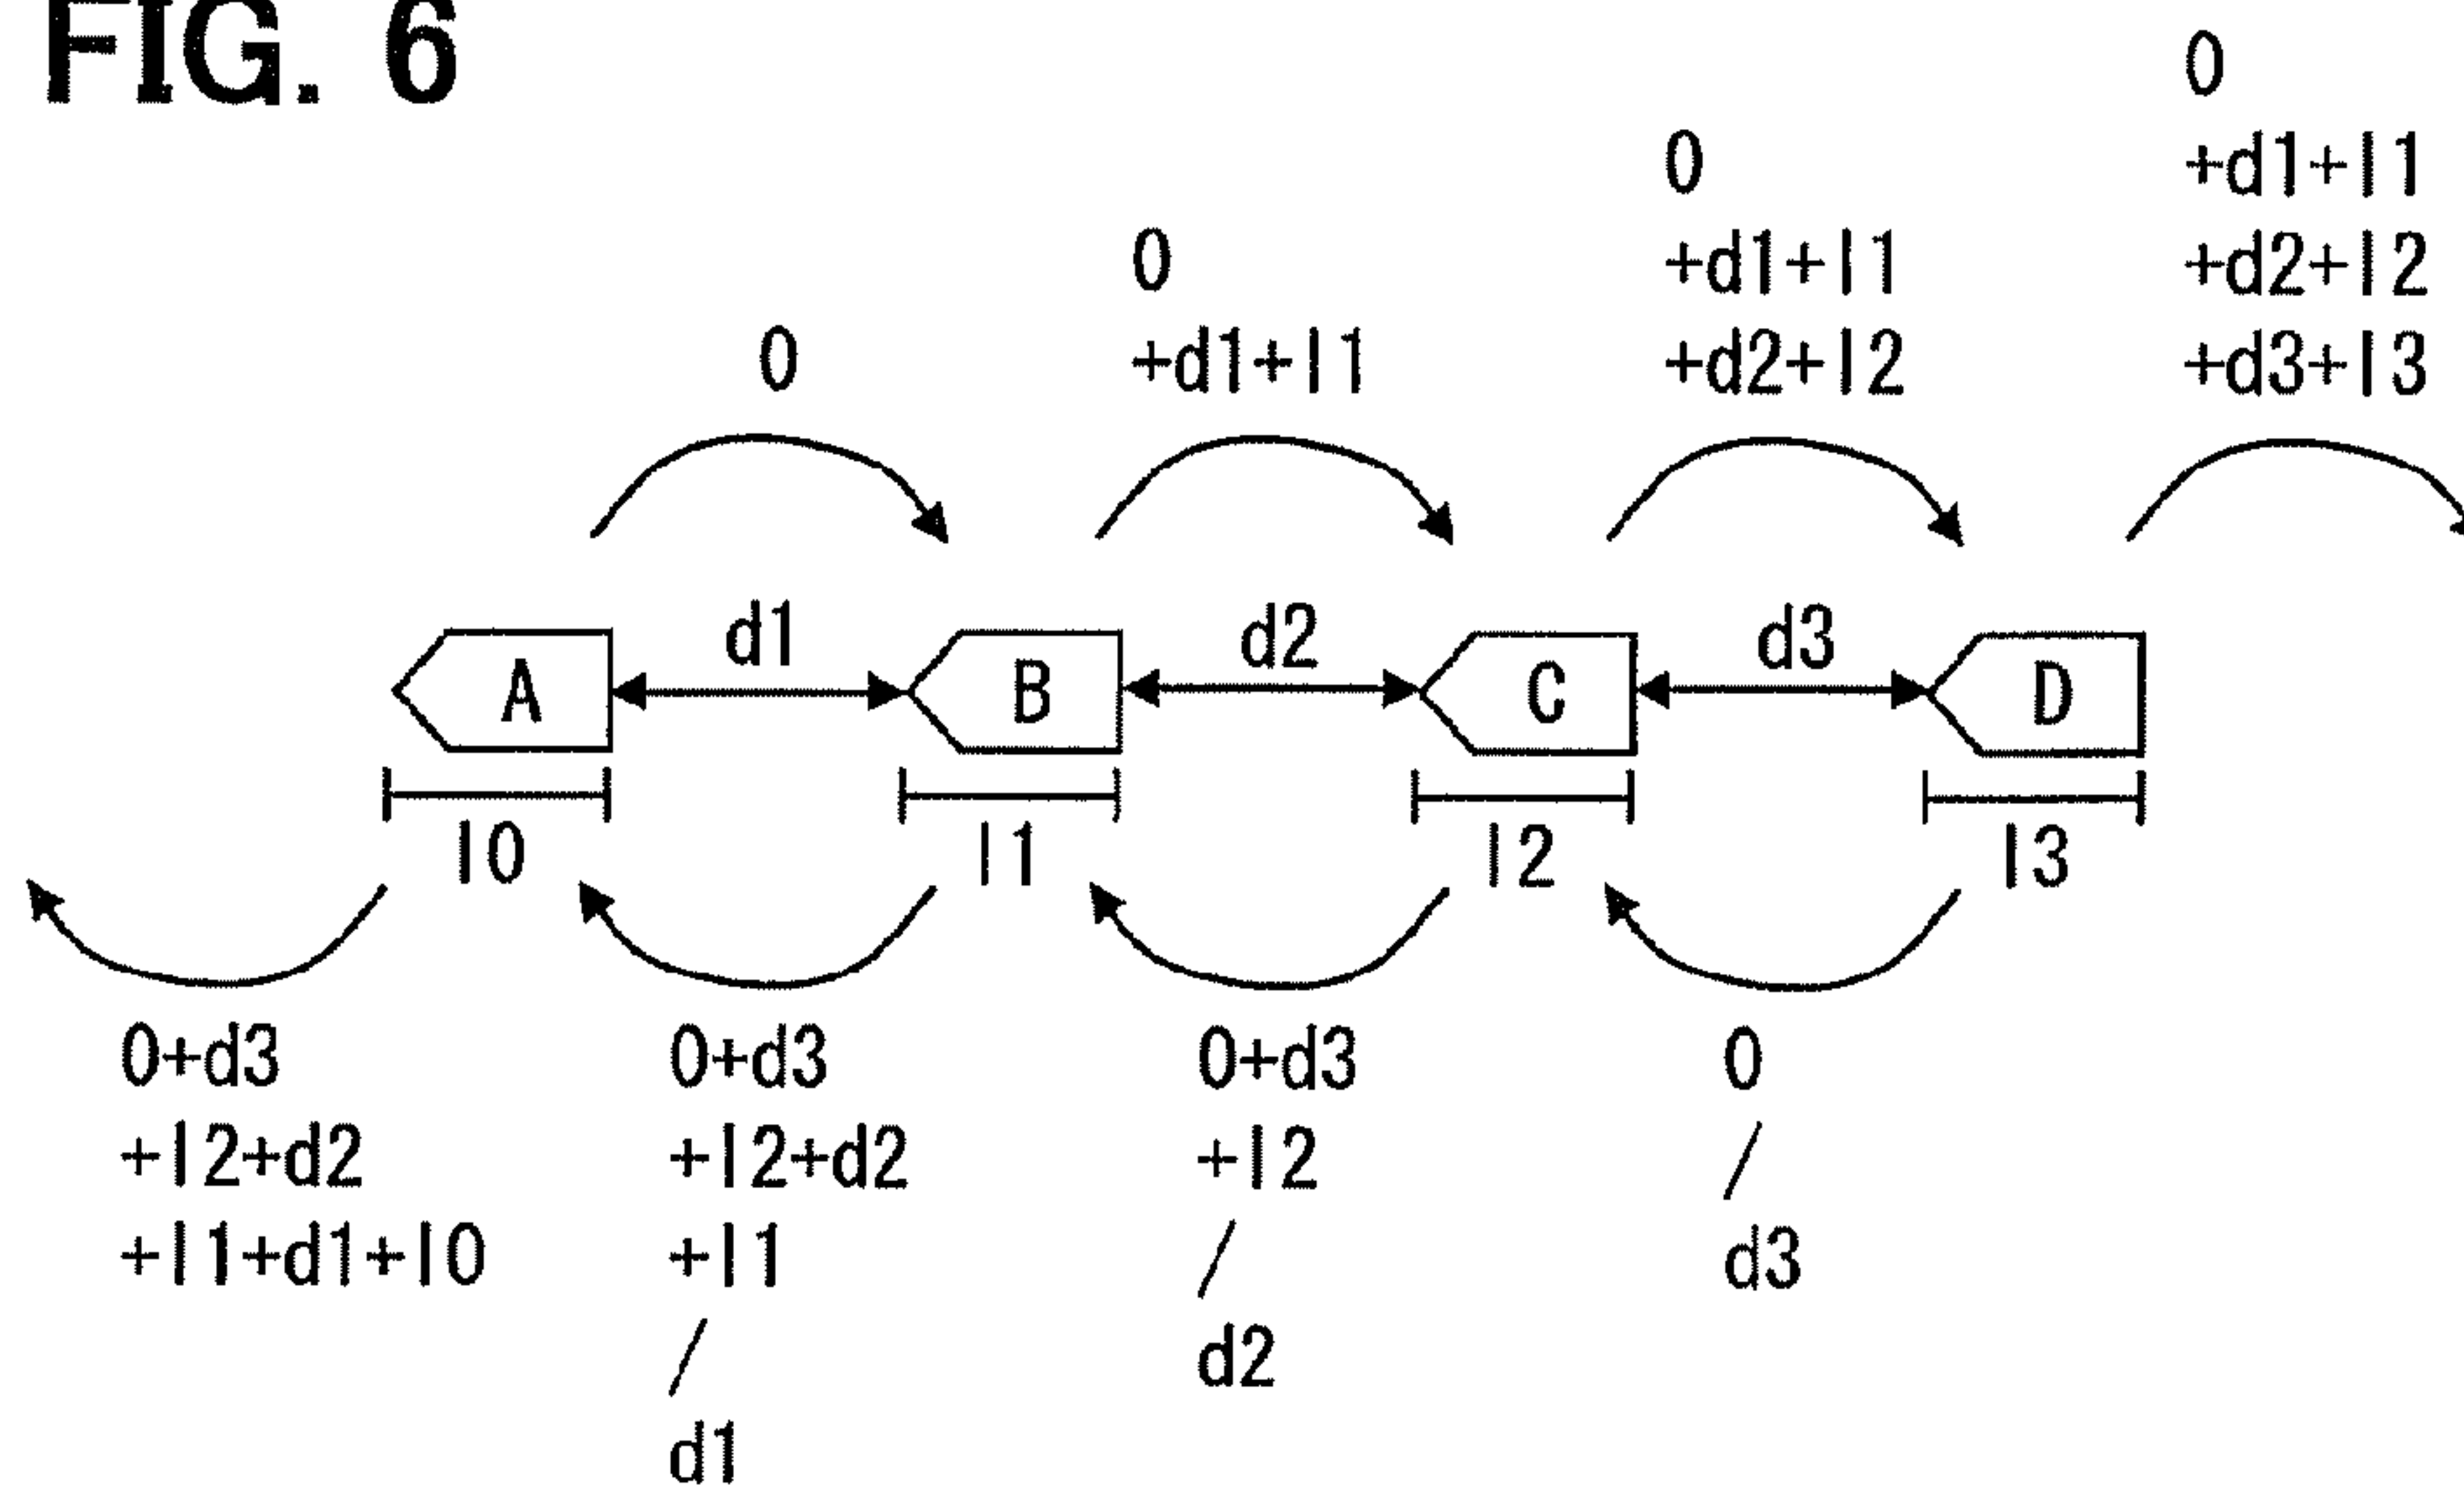 FIG. 6
0
0
+d1+l1
0
+d1+l1
+d2+l2
0
+d1+l1
+d2+l2
+d3+l3
d1
d2
d3
A
B
C
D
l0
l1
l2
l3
0+d3
+l2+d2
+l1+d1+l0
0+d3
+l2+d2
+l1
/
d1
0+d3
+l2
/
d2
0
/
d3